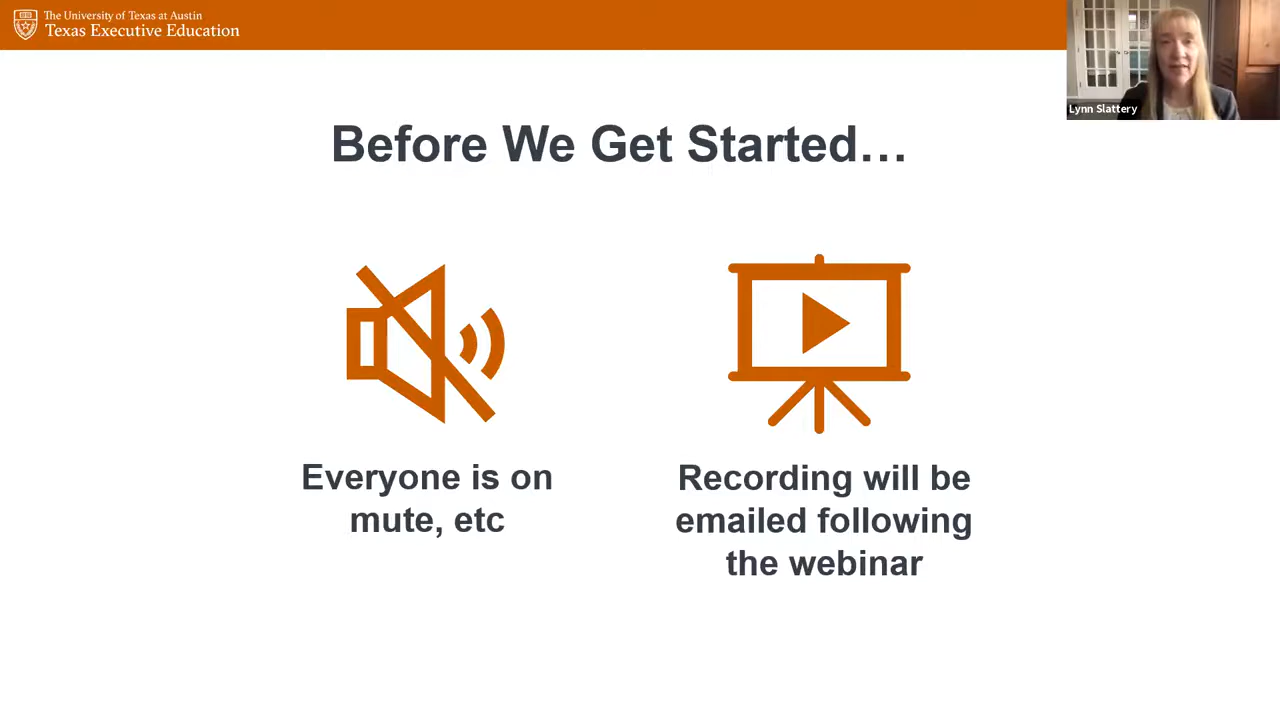 The University of Texas at Austin
Texas Executive Education
Lynn Slattery
Before We Get Started…
Everyone is on
mute, etc
Recording will be
emailed following
the webinar